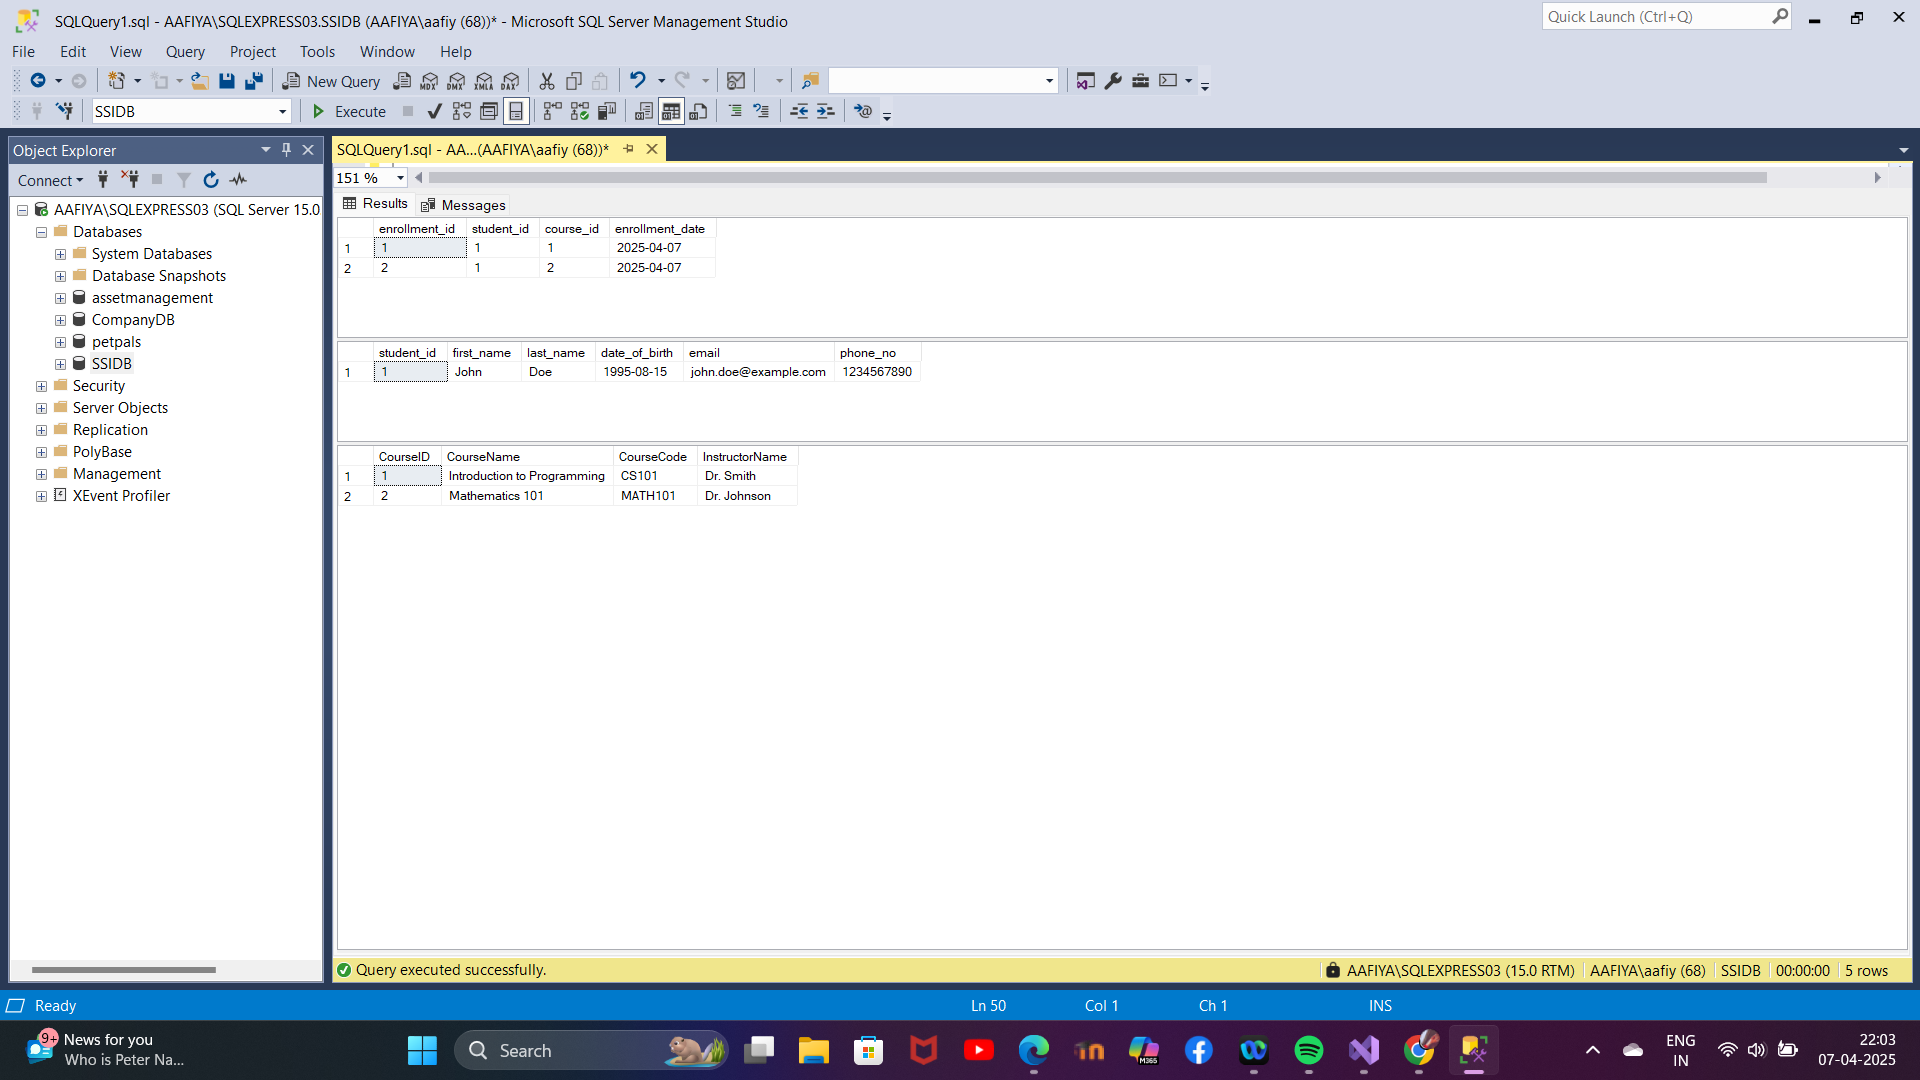 SQLQuery1.sql - AAFIYA\SQLEXPRESS03.SSIDB (AAFIYA\aafiy (68))* - Microsoft SQL Server Management Studio
Quick Launch (Ctrl+Q)
File Edit View Query Project Tools Window Help
New Query MDX DMX XMLA DAX
SSIDB Execute
Object Explorer
SQLQuery1.sql - AA...(AAFIYA\aafiy (68))*
Connect
151 %
Results Messages
AAFIYA\SQLEXPRESS03 (SQL Server 15.0
Databases
System Databases
Database Snapshots
assetmanagement
CompanyDB
petpals
SSIDB
Security
Server Objects
Replication
PolyBase
Management
XEvent Profiler
enrollment_id student_id course_id enrollment_date
1 1 1 1 2025-04-07
2 2 1 2 2025-04-07
student_id first_name last_name date_of_birth email phone_no
1 1 John Doe 1995-08-15 john.doe@example.com 1234567890
CourseID CourseName CourseCode InstructorName
1 1 Introduction to Programming CS101 Dr. Smith
2 2 Mathematics 101 MATH101 Dr. Johnson
Query executed successfully.
AAFIYA\SQLEXPRESS03 (15.0 RTM) AAFIYA\aafiy (68) SSIDB 00:00:00 5 rows
Ready Ln 50 Col 1 Ch 1 INS
9+ News for you
Who is Peter Na...
Search
M365
ENG
IN
22:03
07-04-2025